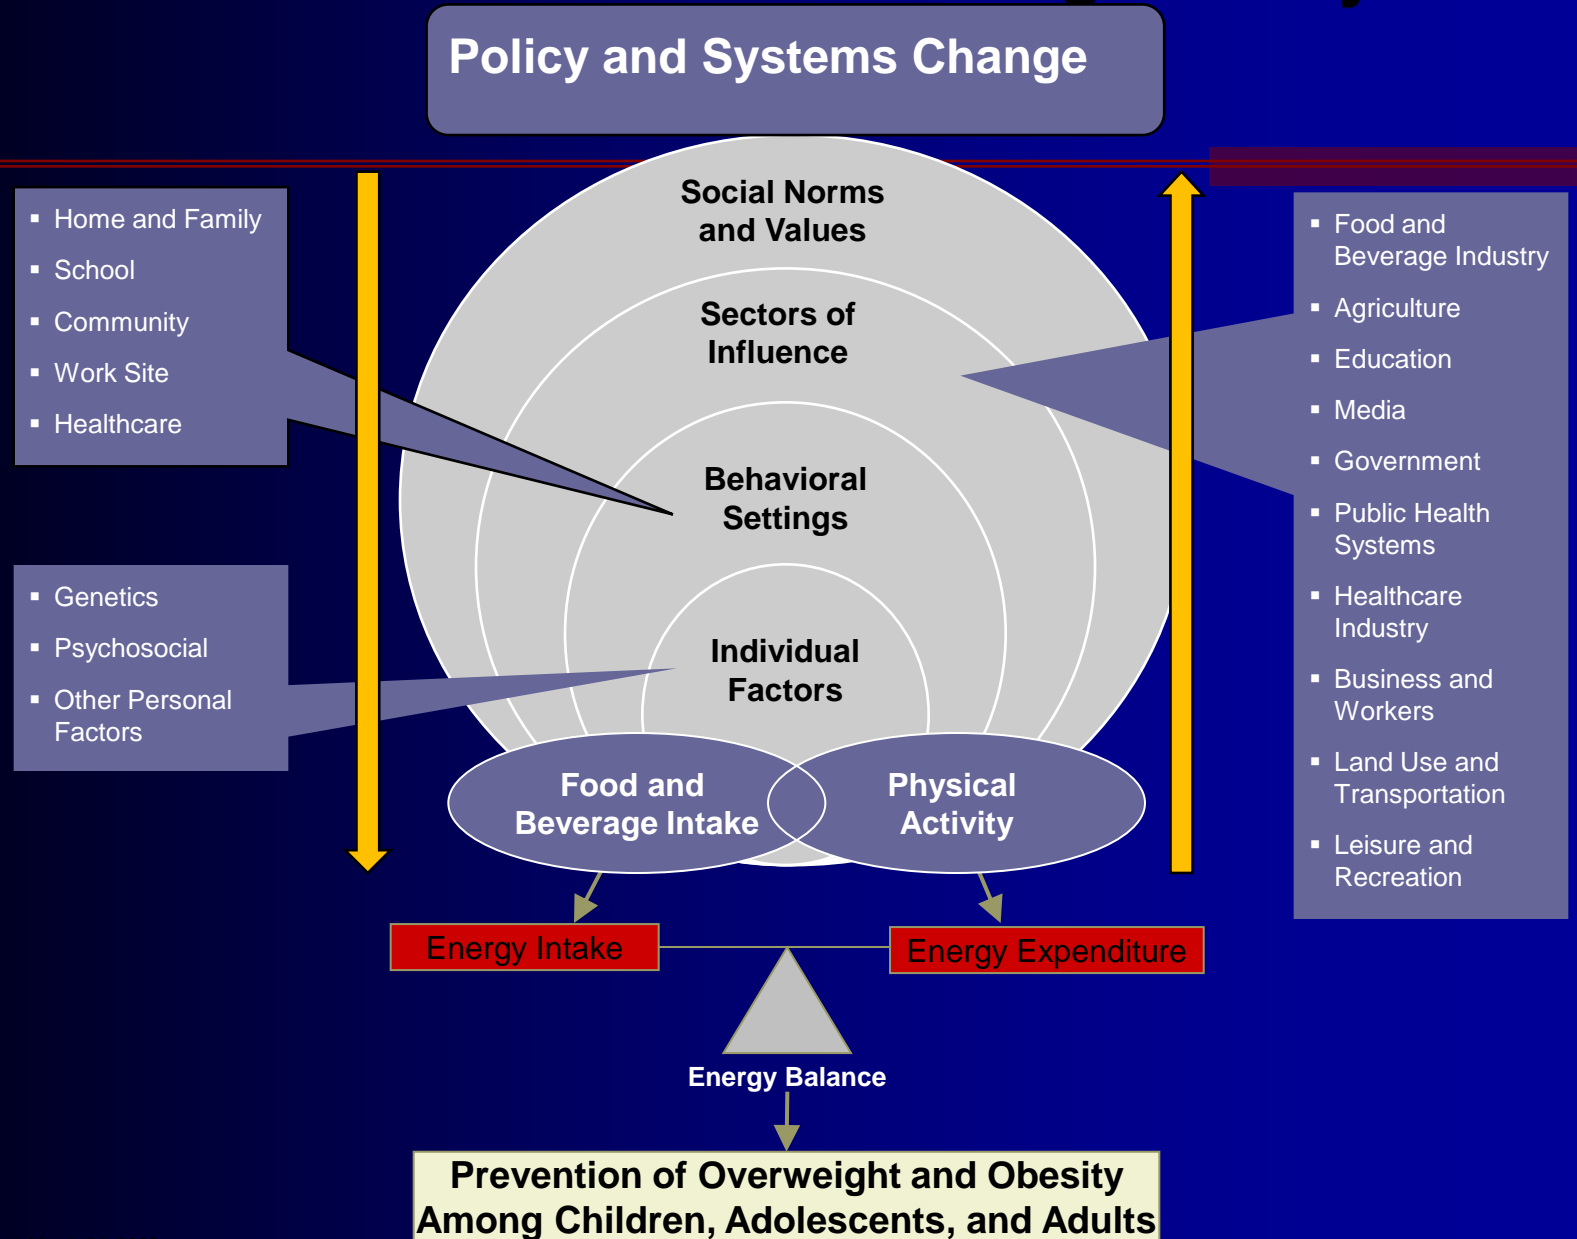 Policy and Systems Change
Social Norms
and Values
Sectors of
Influence
Behavioral
Settings
Individual
Factors
Home and Family
School
Community
Work Site
Healthcare
Genetics
Psychosocial
Other Personal
Factors
Food and
Beverage Industry
Agriculture
Education
Media
Government
Public Health
Systems
Healthcare
Industry
Business and
Workers
Land Use and
Transportation
Leisure and
Recreation
Food and
Beverage Intake
Physical
Activity
Energy Intake
Energy Expenditure
Energy Balance
Prevention of Overweight and Obesity
Among Children, Adolescents, and Adults